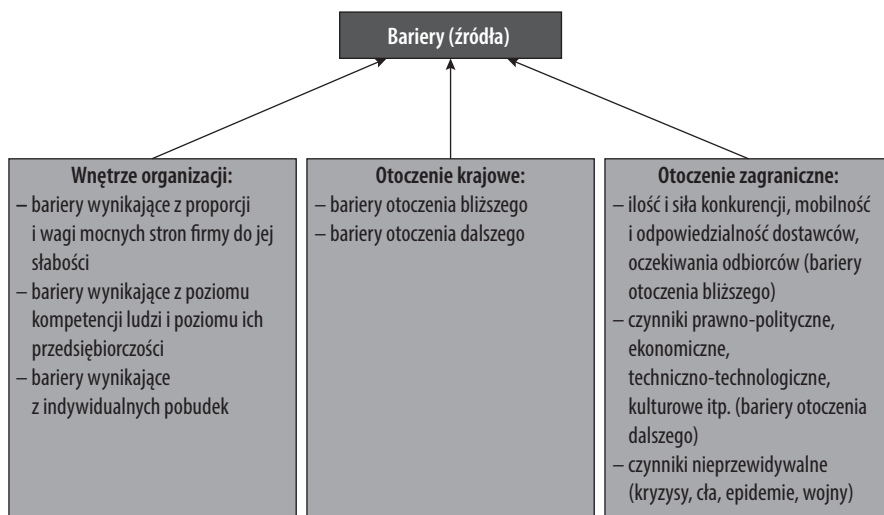 Bariery (źródła)
Wnętrze organizacji:
– bariery wynikające z proporcji
i wagi mocnych stron firmy do jej
słabości
– bariery wynikające z poziomu
kompetencji ludzi i poziomu ich
przedsiębiorczości
– bariery wynikające
z indywidualnych pobudek
Otoczenie krajowe:
– bariery otoczenia bliższego
– bariery otoczenia dalszego
Otoczenie zagraniczne:
– ilość i siła konkurencji, mobilność
i odpowiedzialność dostawców,
oczekiwania odbiorców (bariery
otoczenia bliższego)
– czynniki prawno-polityczne,
ekonomiczne,
techniczno-technologiczne,
kulturowe itp. (bariery otoczenia
dalszego)
– czynniki nieprzewidywalne
(kryzysy, cła, epidemie, wojny)